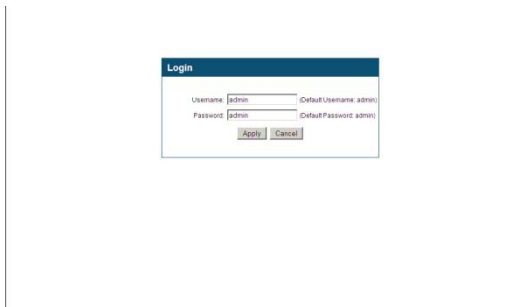 Login
Username: admin (Default Username: admin)
Password: admin (Default Password: admin)
Apply Cancel